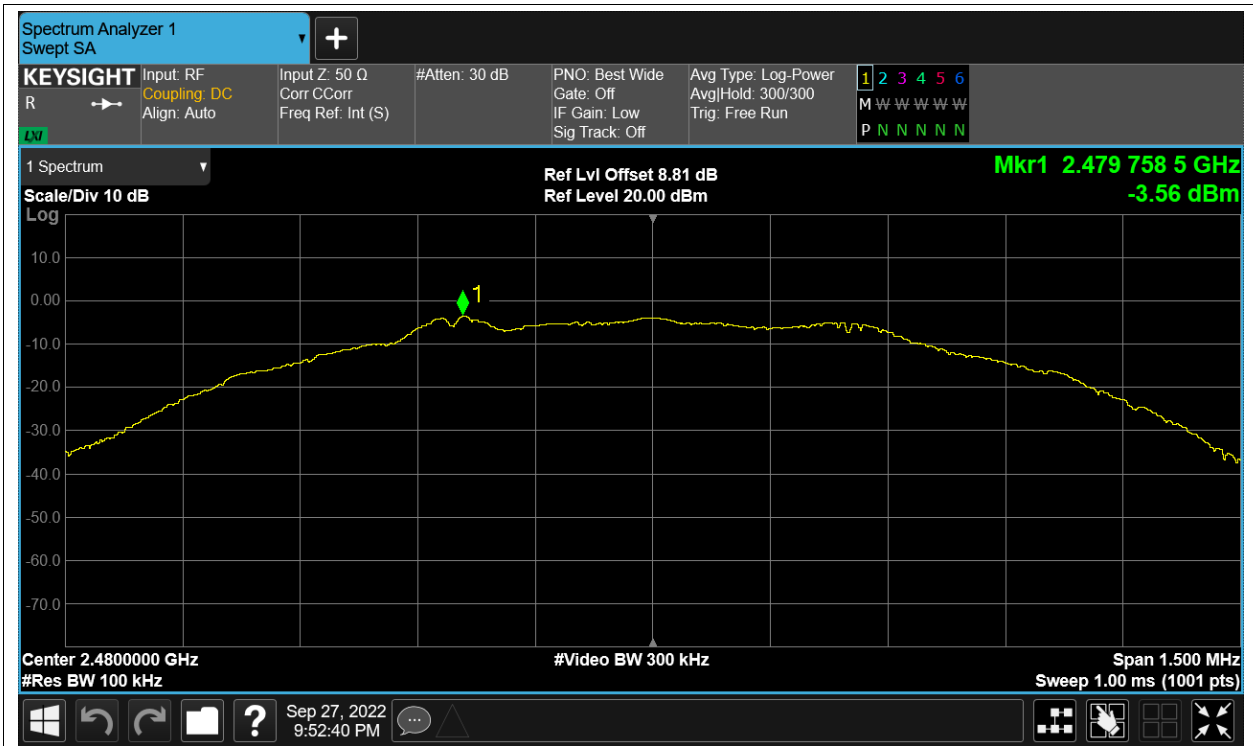 Spectrum Analyzer 1
Swept SA
KEYSIGHT
R
LXI
Input: RF
Coupling: DC
Align: Auto
Input Z: 50 Ω
Corr CCorr
Freq Ref: Int (S)
#Atten: 30 dB
PNO: Best Wide
Gate: Off
IF Gain: Low
Sig Track: Off
Avg Type: Log-Power
Avg|Hold: 300/300
Trig: Free Run
1 2 3 4 5 6
M W W W W W
P N N N N N
1 Spectrum
Scale/Div 10 dB
Log
Ref Lvl Offset 8.81 dB
Ref Level 20.00 dBm
Mkr1 2.479 758 5 GHz
-3.56 dBm
10.0
0.00
-10.0
-20.0
-30.0
-40.0
-50.0
-60.0
-70.0
1
Center 2.4800000 GHz
#Video BW 300 kHz
Span 1.500 MHz
#Res BW 100 kHz
Sweep 1.00 ms (1001 pts)
?
Sep 27, 2022
9:52:40 PM